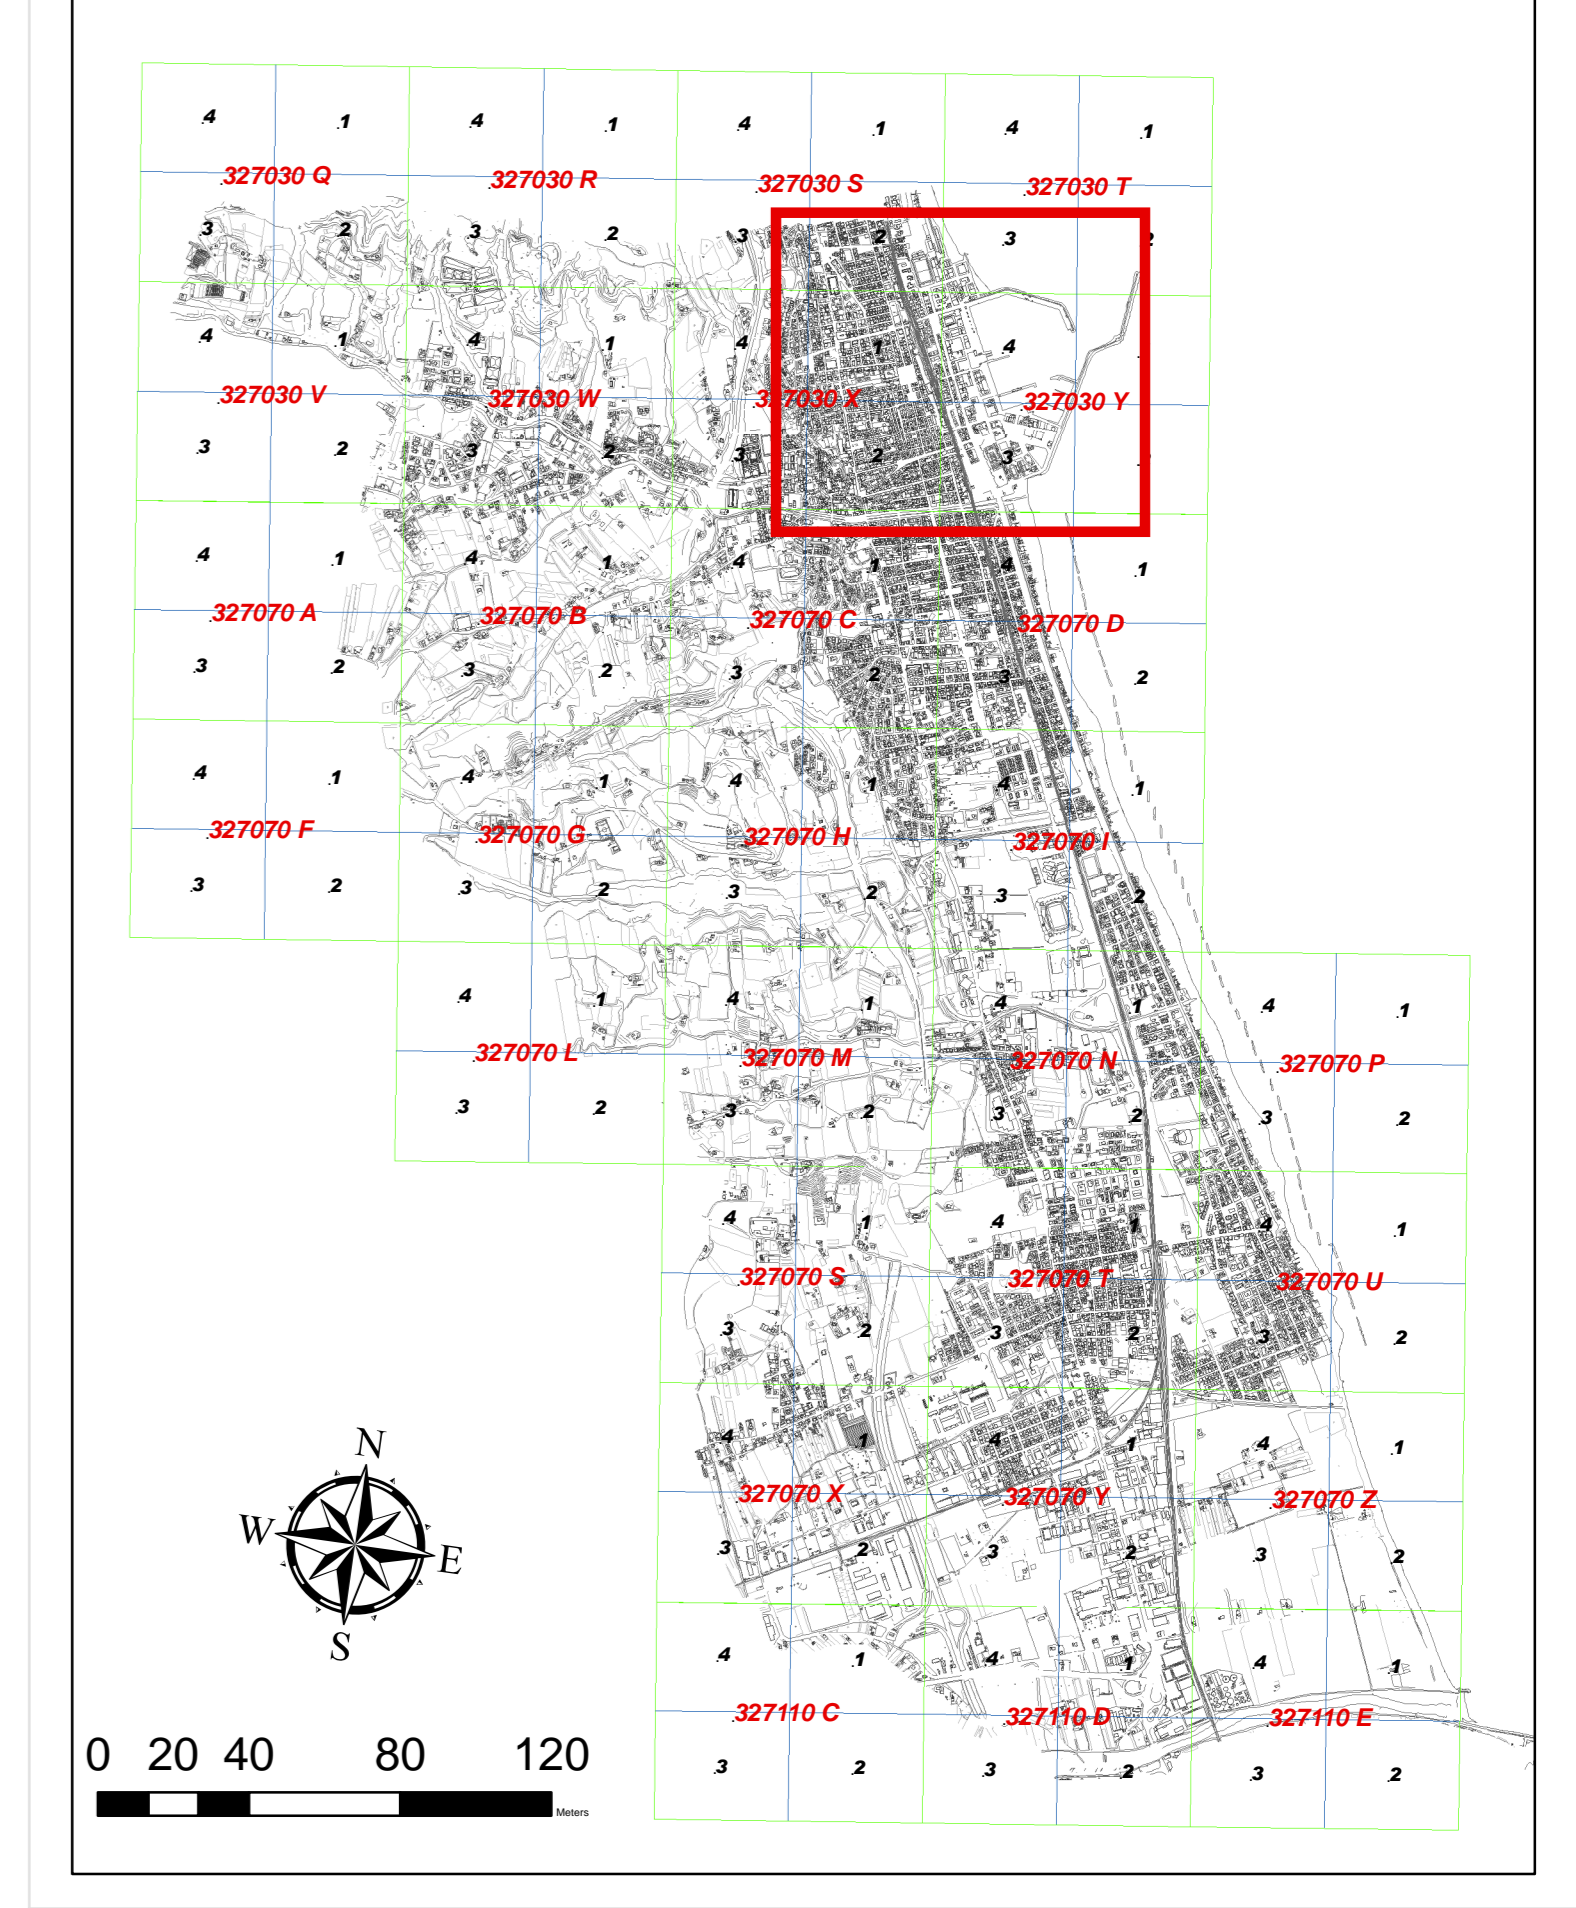 .4 .1 .4 .1 .4 .1 .4 .1
327030 Q 327030 R 327030 S 327030 T
3 2 3 2 3 2 3 2
4 1 4 1 4 1 4
327030 V 327030 W 327030 X 327030 Y
3 2 3 2 3 2 3
4 1 4 1 4 1 4 1
327070 A 327070 B 327070 C 327070 D
3 2 3 2 3 2 3 2
4 1 4 1 4 1 4 1
327070 F 327070 G 327070 H 327070 I
3 2 3 2 3 2 3 2
4 1 4 1 4 1 4 1
327070 L 327070 M 327070 N 327070 P
3 2 3 2 3 2 3 2
4 1 4 1 4 1
327070 S 327070 T 327070 U
3 2 3 2 3 2
4 1 4 1 4 1
327070 X 327070 Y 327070 Z
3 2 3 2 3 2
4 1 4 1 4 1
327110 C 327110 D 327110 E
3 2 3 2 3 2
N
W E
S
0 20 40 80 120
Meters